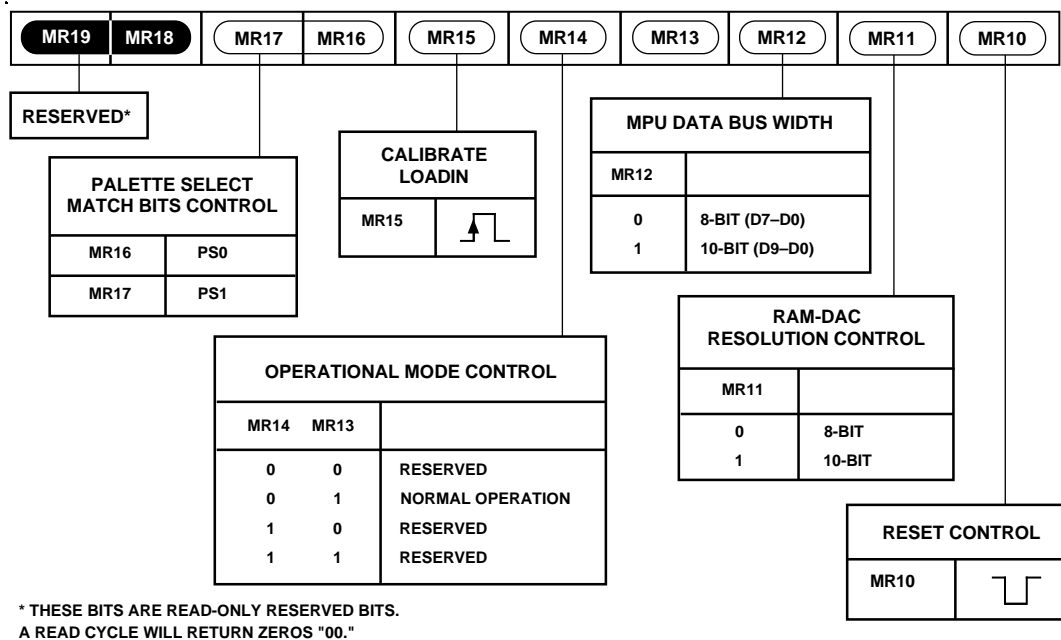 MR19 MR18 MR17 MR16 MR15 MR14 MR13 MR12 MR11 MR10
RESERVED*
PALETTE SELECT
MATCH BITS CONTROL
MR16 PS0
MR17 PS1
CALIBRATE
LOADIN
MR15
MPU DATA BUS WIDTH
MR12
0 8-BIT (D7–D0)
1 10-BIT (D9–D0)
OPERATIONAL MODE CONTROL
MR14 MR13
0 0 RESERVED
0 1 NORMAL OPERATION
1 0 RESERVED
1 1 RESERVED
RAM-DAC
RESOLUTION CONTROL
MR11
0 8-BIT
1 10-BIT
RESET CONTROL
MR10
* THESE BITS ARE READ-ONLY RESERVED BITS.
A READ CYCLE WILL RETURN ZEROS "00."